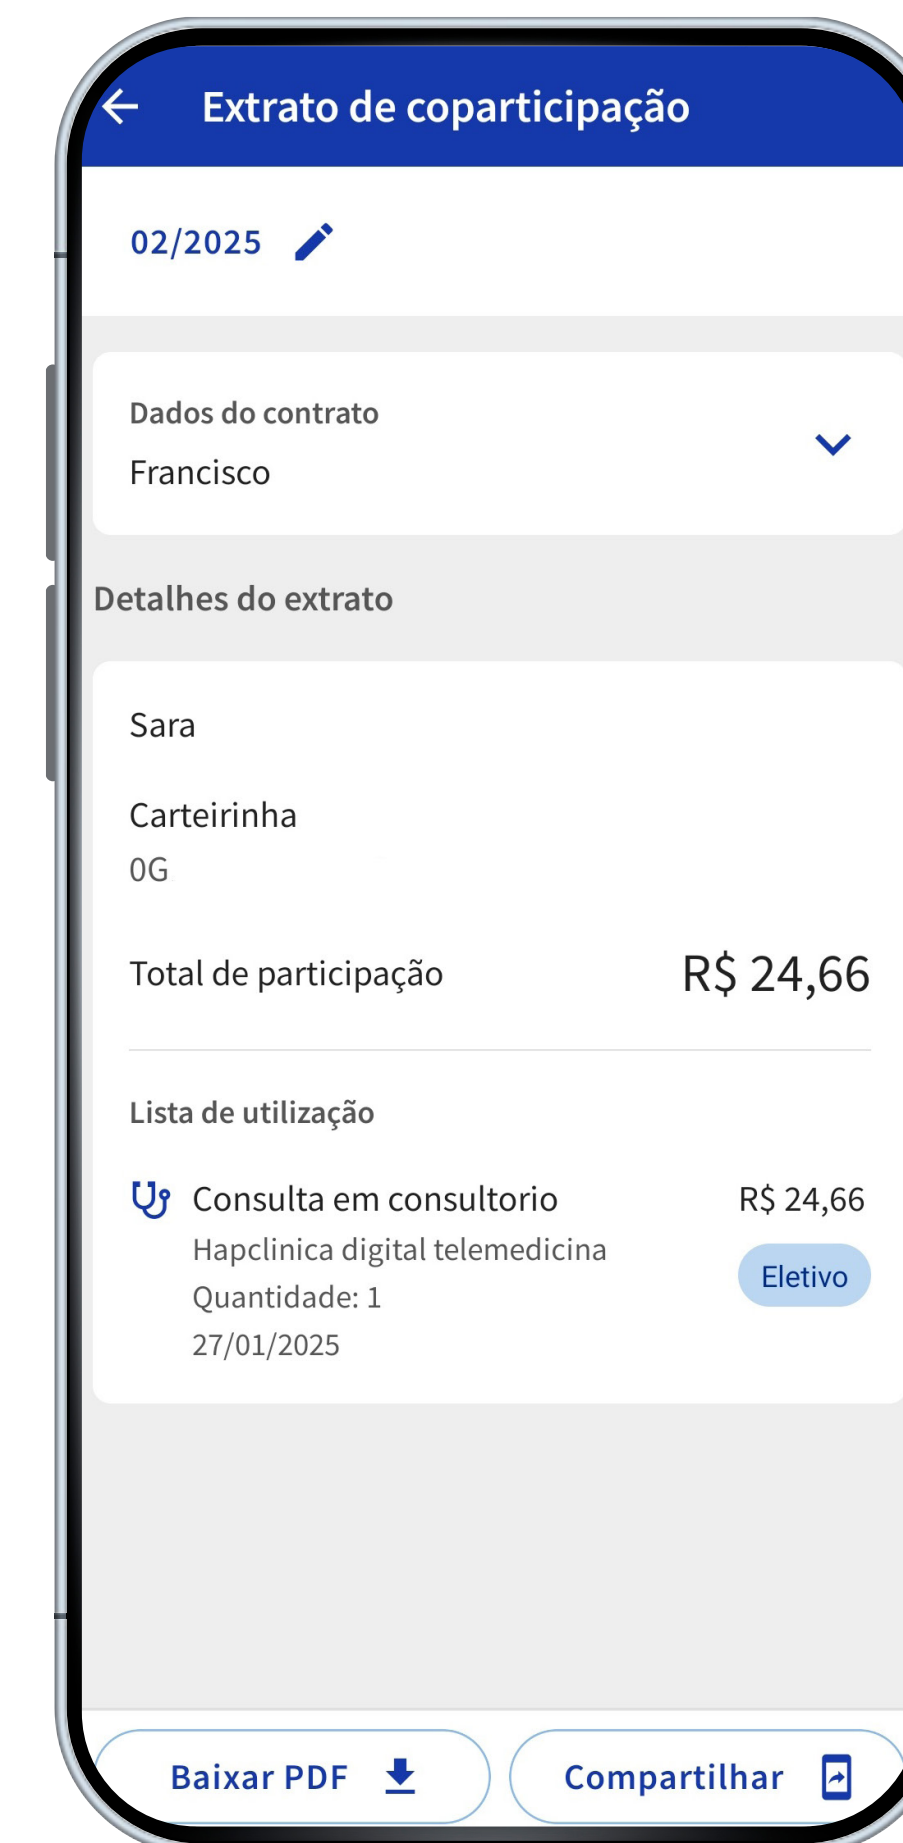 Extrato de coparticipação
02/2025
Dados do contrato
Francisco
Detalhes do extrato
Sara
Carteirinha
0G
Total de participação R$ 24,66
Lista de utilização
Consulta em consultorio R$ 24,66
Hapclinica digital telemedicina
Eletivo
Quantidade: 1
27/01/2025
Baixar PDF Compartilhar